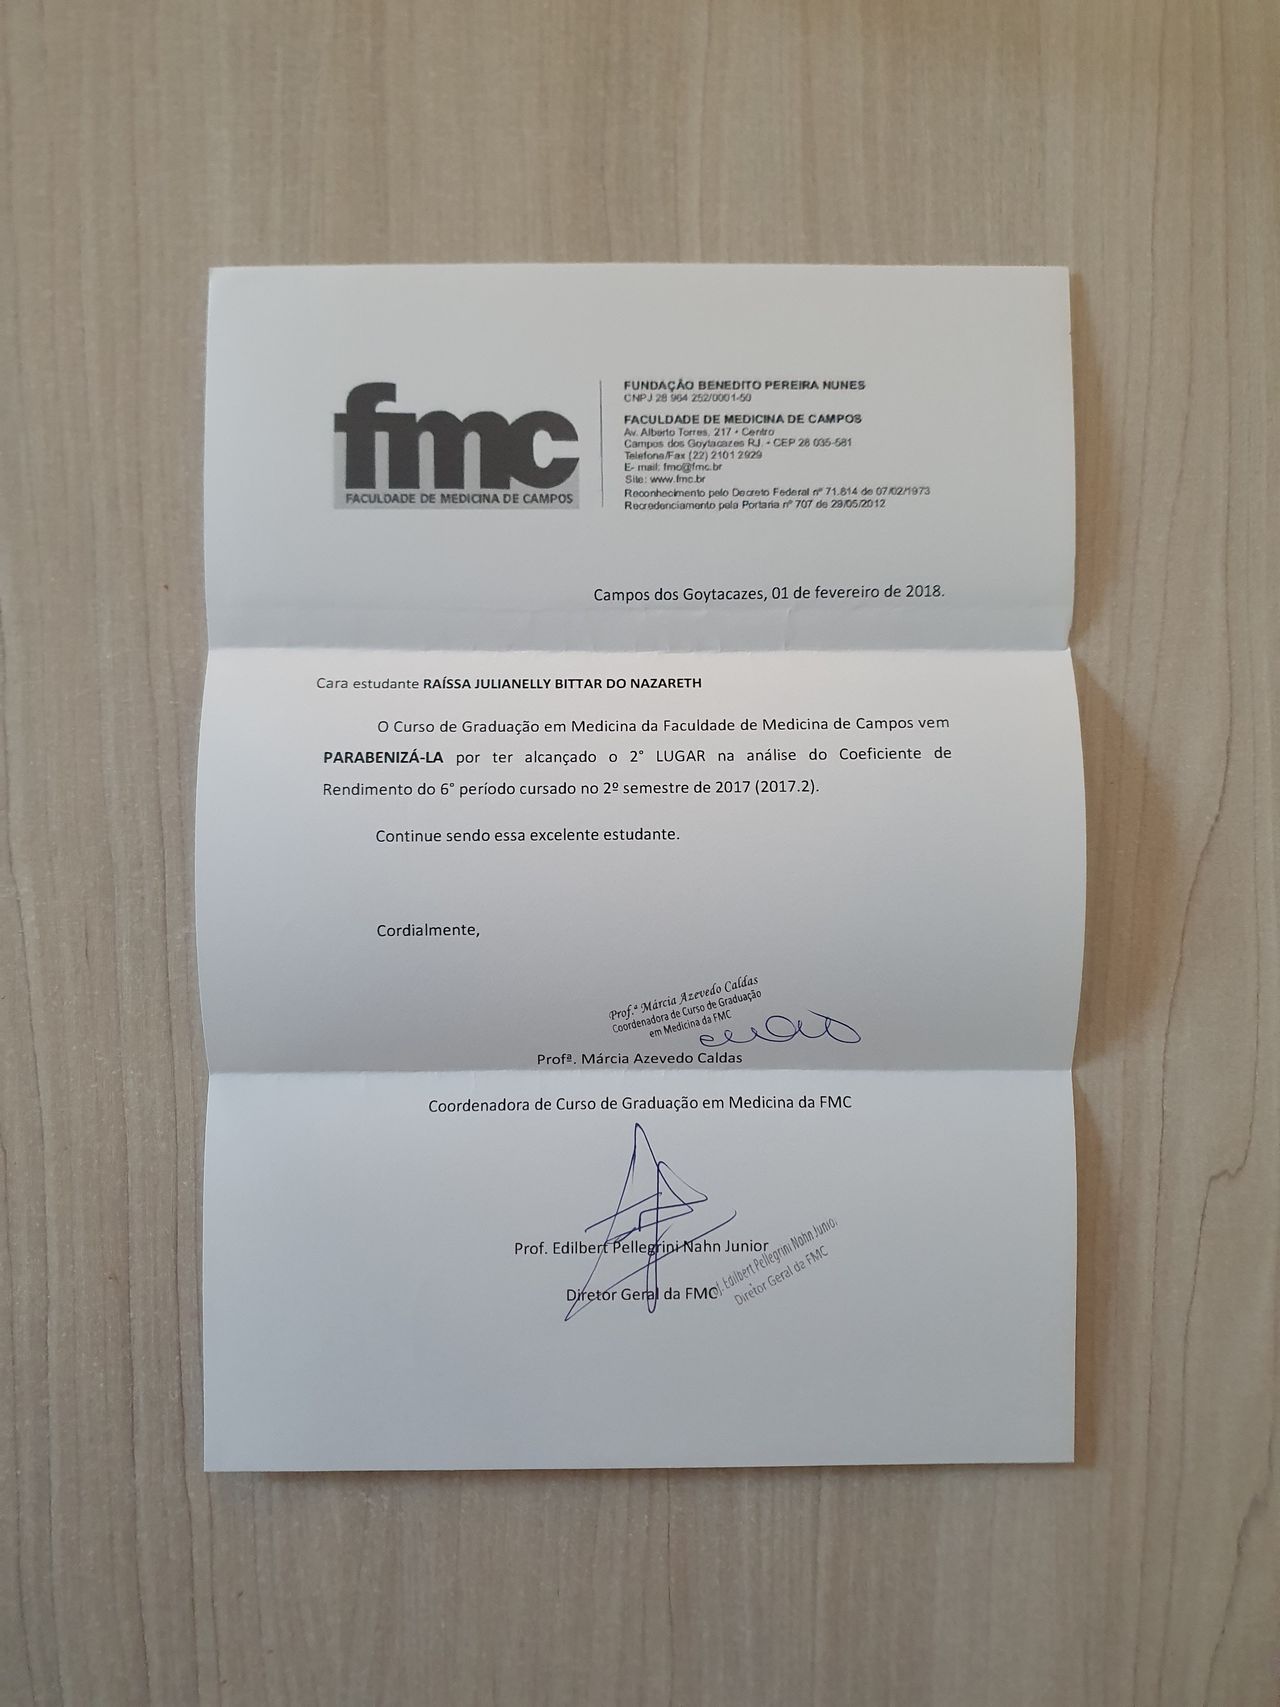 fmc
FACULDADE DE MEDICINA DE CAMPOS
FUNDAÇÃO BENEDITO PEREIRA NUNES
CNPJ 28 964 252/0001-50
FACULDADE DE MEDICINA DE CAMPOS
Av. Alberto Torres, 217 • Centro
Campos dos Goytacazes RJ. • CEP 28 035-581
Telefone/Fax (22) 2101 2929
E- mail: fmc@fmc.br
Site: www.fmc.br
Reconhecimento pelo Decreto Federal nº 71.814 de 07/02/1973
Recredenciamento pela Portaria nº 707 de 29/05/2012
Campos dos Goytacazes, 01 de fevereiro de 2018.
Cara estudante RAÍSSA JULIANELLY BITTAR DO NAZARETH
O Curso de Graduação em Medicina da Faculdade de Medicina de Campos vem
PARABENIZÁ-LA por ter alcançado o 2° LUGAR na análise do Coeficiente de
Rendimento do 6° período cursado no 2º semestre de 2017 (2017.2).
Continue sendo essa excelente estudante.
Cordialmente,
Prof.ª Márcia Azevedo Caldas
Coordenadora de Curso de Graduação
em Medicina da FMC
Profª. Márcia Azevedo Caldas
Coordenadora de Curso de Graduação em Medicina da FMC
Prof. Edilbert Pellegrini Nahn Junior
Diretor Geral da FMC
Edilbert Pellegrini Nahn
Diretor Geral da FMC